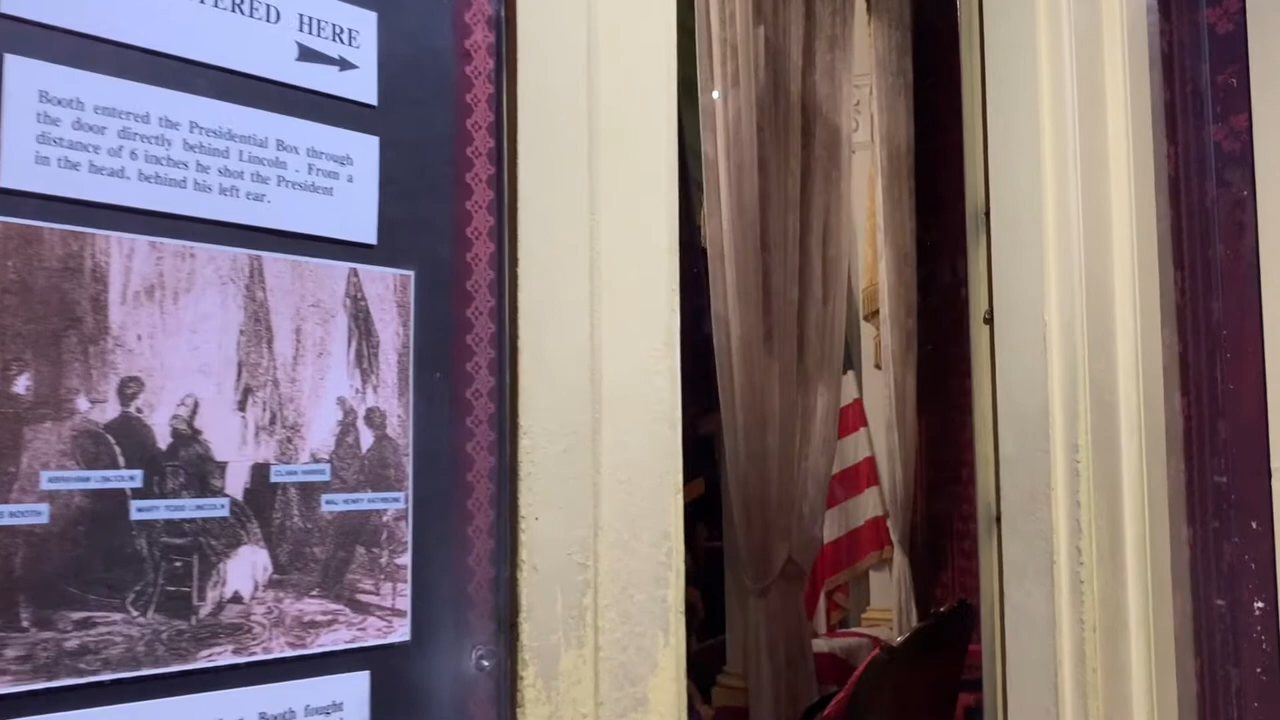 TERED HERE
Booth entered the Presidential Box through
the door directly behind Lincoln . From a
distance of 6 inches he shot the President
in the head, behind his left ear.
ABRAHAM LINCOLN
CLARA HARRIS
S BOOTH
MARY TODD LINCOLN
MAJ HENRY RATHBONE
Booth fought